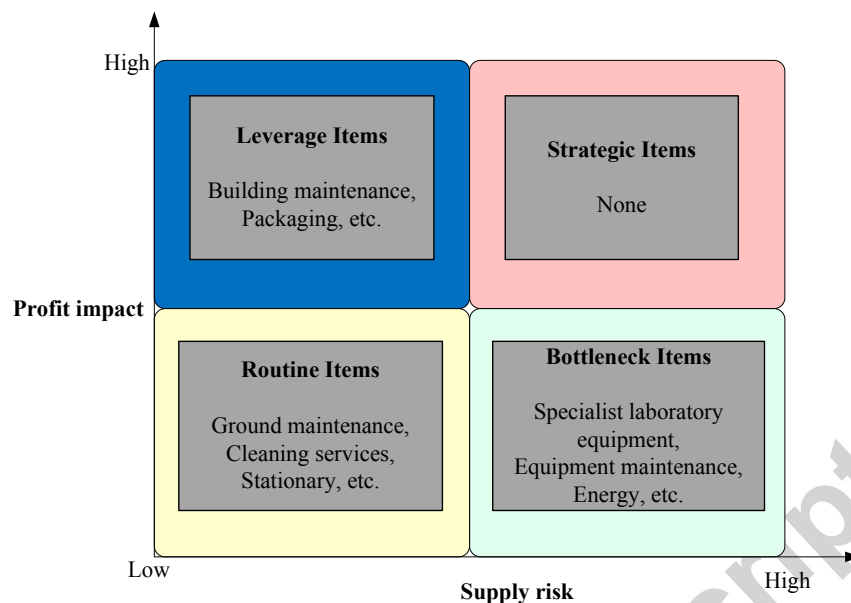 High
Leverage Items
Building maintenance,
Packaging, etc.
Strategic Items
None
Profit impact
Routine Items
Ground maintenance,
Cleaning services,
Stationary, etc.
Bottleneck Items
Specialist laboratory
equipment,
Equipment maintenance,
Energy, etc.
Low
Supply risk
High
script